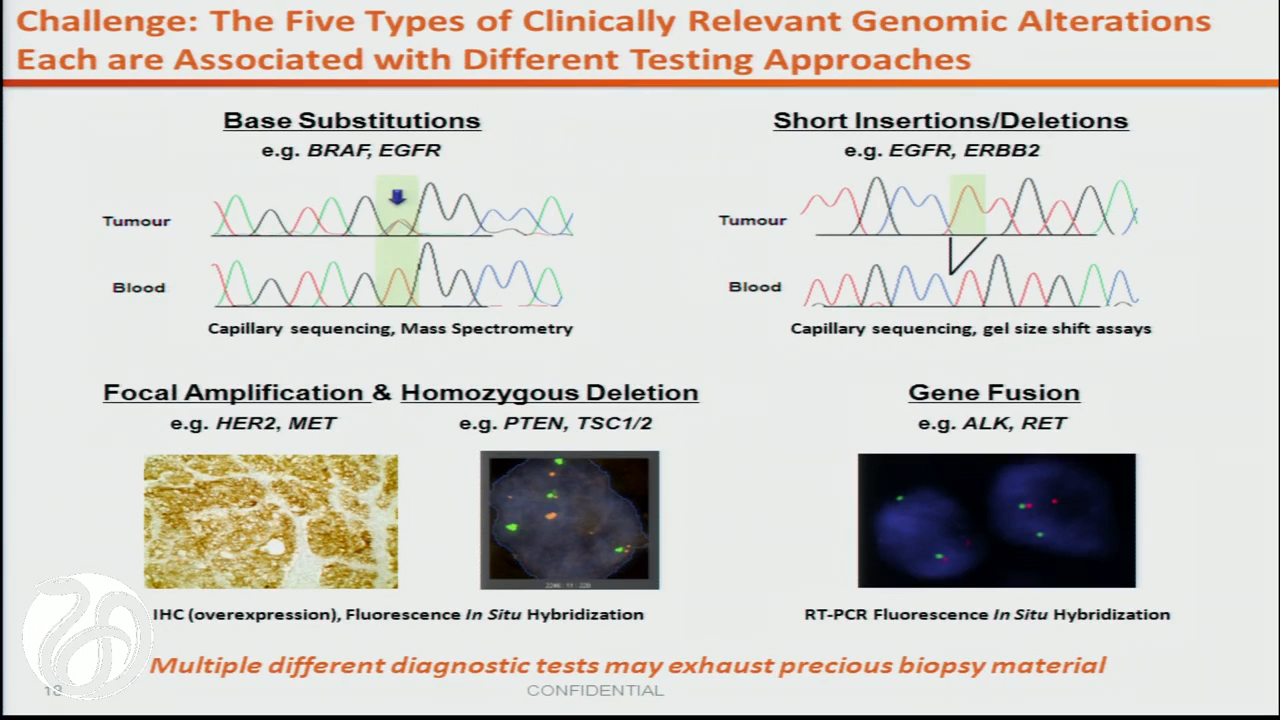 Challenge: The Five Types of Clinically Relevant Genomic Alterations
Each are Associated with Different Testing Approaches
Base Substitutions
e.g. BRAF, EGFR
Tumour
Blood
Capillary sequencing, Mass Spectrometry
Short Insertions/Deletions
e.g. EGFR, ERBB2
Tumour
Blood
Capillary sequencing, gel size shift assays
Focal Amplification & Homozygous Deletion
e.g. HER2, MET
e.g. PTEN, TSC1/2
IHC (overexpression), Fluorescence In Situ Hybridization
Gene Fusion
e.g. ALK, RET
RT-PCR Fluorescence In Situ Hybridization
Multiple different diagnostic tests may exhaust precious biopsy material
CONFIDENTIAL